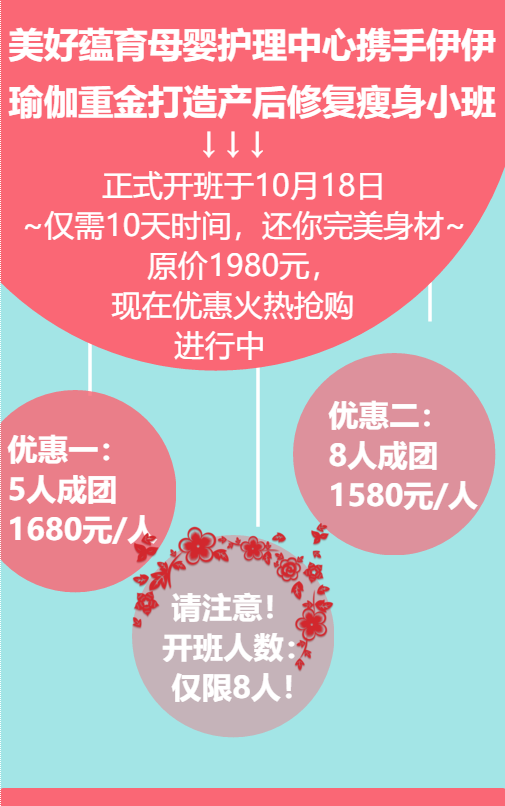 美好蕴育母婴护理中心携手伊伊
瑜伽重金打造产后修复瘦身小班
↓↓↓
正式开班于10月18日
~仅需10天时间，还你完美身材~
原价1980元，
现在优惠火热抢购
进行中
优惠一：
5人成团
1680元/人
优惠二：
8人成团
1580元/人
请注意！
开班人数：
仅限8人！